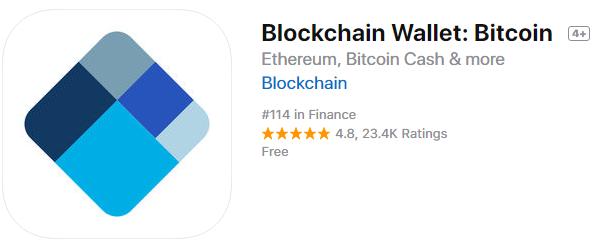 Blockchain Wallet: Bitcoin 4+
Ethereum, Bitcoin Cash & more
Blockchain
#114 in Finance
★★★★★ 4.8, 23.4K Ratings
Free